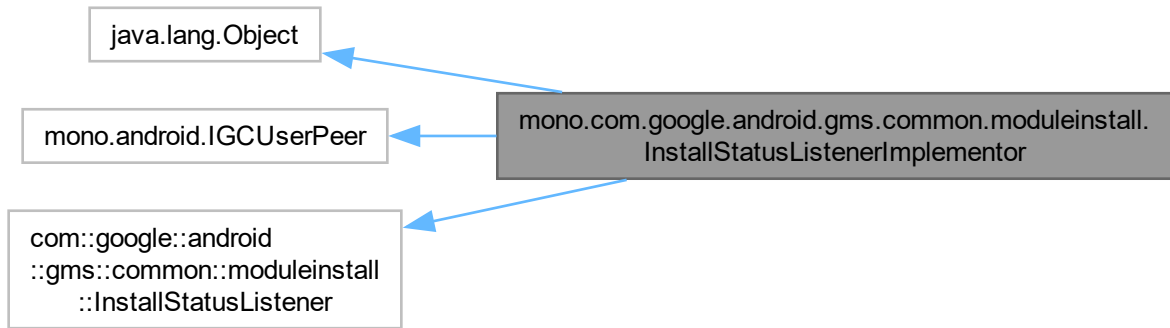 java.lang.Object
mono.android.IGCUserPeer
com::google::android
::gms::common::moduleinstall
::InstallStatusListener
mono.com.google.android.gms.common.moduleinstall.
InstallStatusListenerImplementor